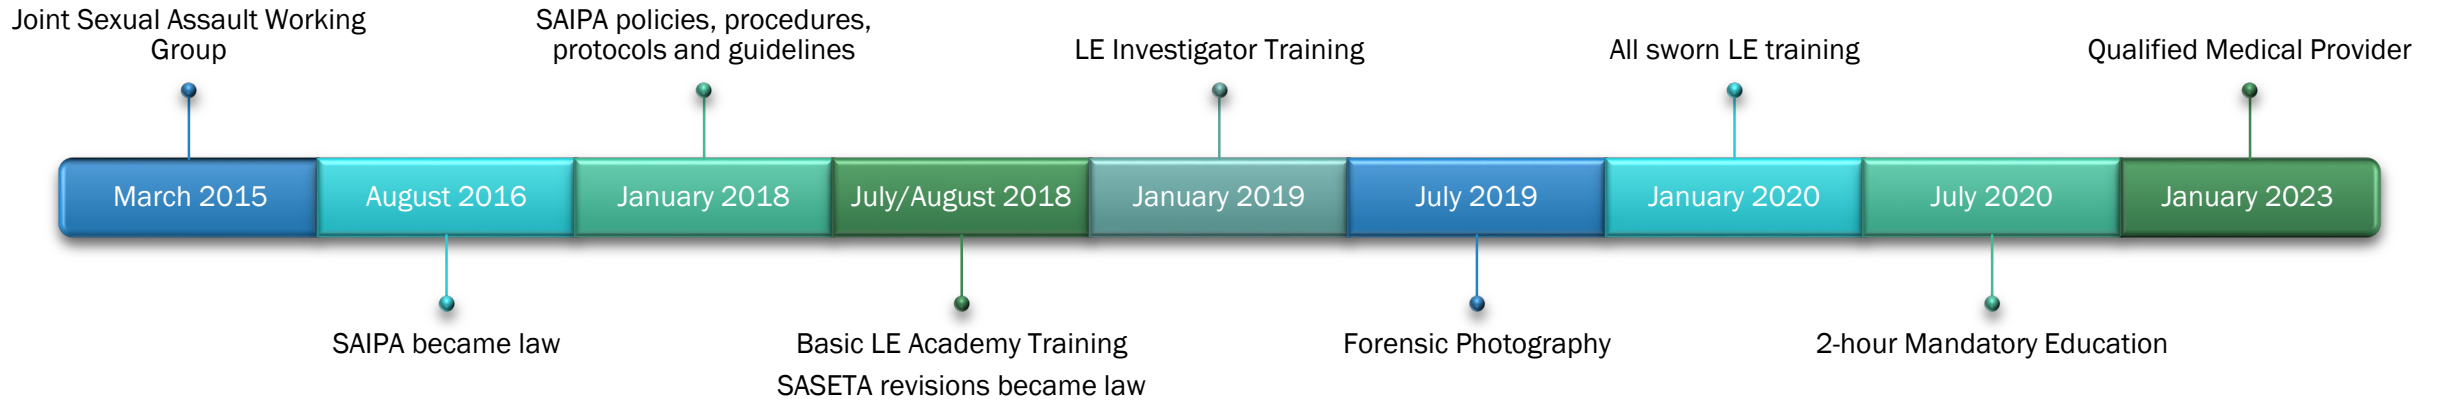 Joint Sexual Assault Working
Group
SAIPA policies, procedures,
protocols and guidelines
LE Investigator Training
All sworn LE training
Qualified Medical Provider
March 2015
August 2016
January 2018
July/August 2018
January 2019
July 2019
January 2020
July 2020
January 2023
SAIPA became law
Basic LE Academy Training
SASETA revisions became law
Forensic Photography
2-hour Mandatory Education